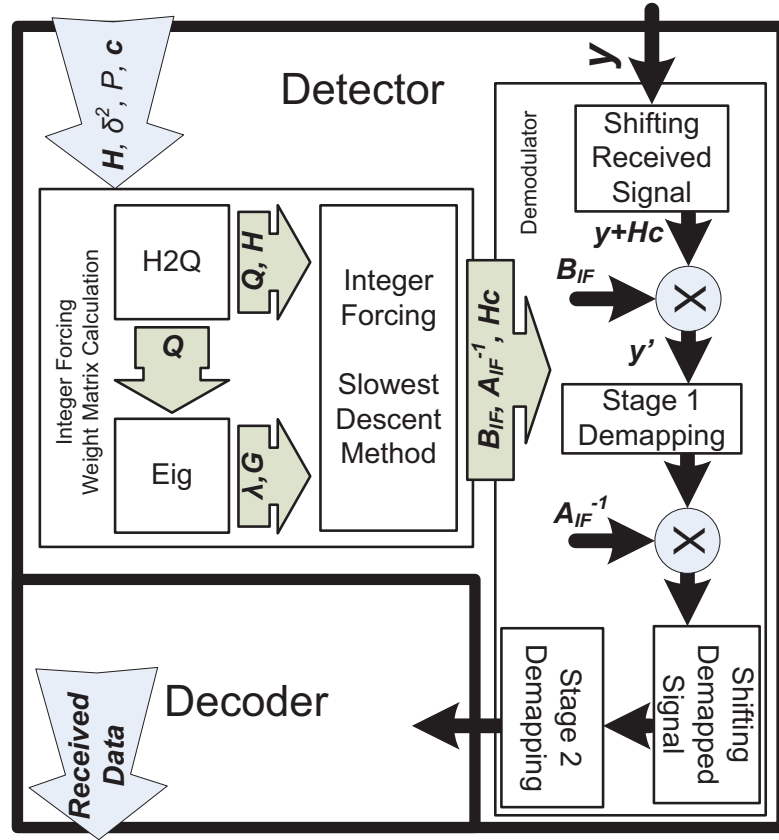 H, δ², P, c
Detector
y
Demodulator
Shifting
Received
Signal
y+Hc
B_IF
X
y’
Stage 1
Demapping
A_IF⁻¹
X
Shifting
Demapped
Signal
Stage 2
Demapping
Integer Forcing
Weight Matrix Calculation
H2Q
Q, H
Q
Eig
λ,G
Integer
Forcing
Slowest
Descent
Method
B_IF, A_IF⁻¹, Hc
Decoder
Received
Data